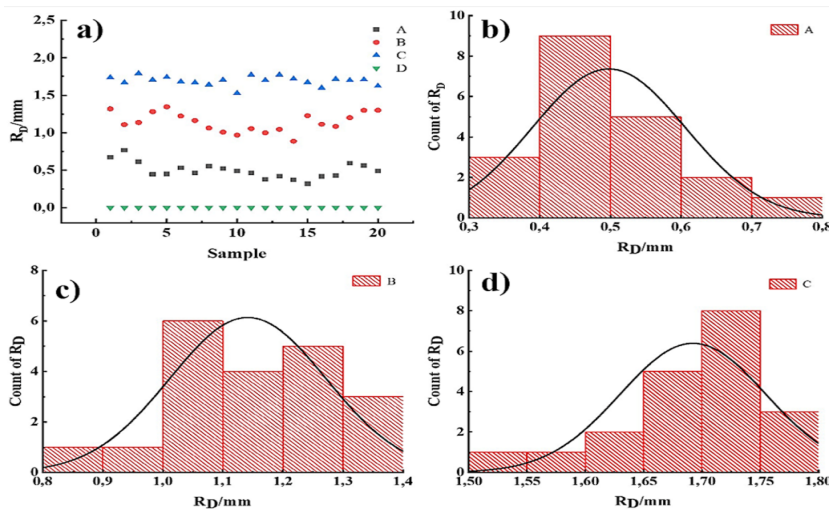 a)
A
B
C
D
2,5
2,0
1,5
1,0
0,5
0,0
R_D/mm
0
5
10
15
20
Sample
b)
A
10
8
6
4
2
0
Count of R_D
0,3
0,4
0,5
0,6
0,7
0,8
R_D/mm
c)
B
8
6
4
2
0
Count of R_D
0,8
0,9
1,0
1,1
1,2
1,3
1,4
R_D/mm
d)
C
10
8
6
4
2
0
Count of R_D
1,50
1,55
1,60
1,65
1,70
1,75
1,80
R_D/mm